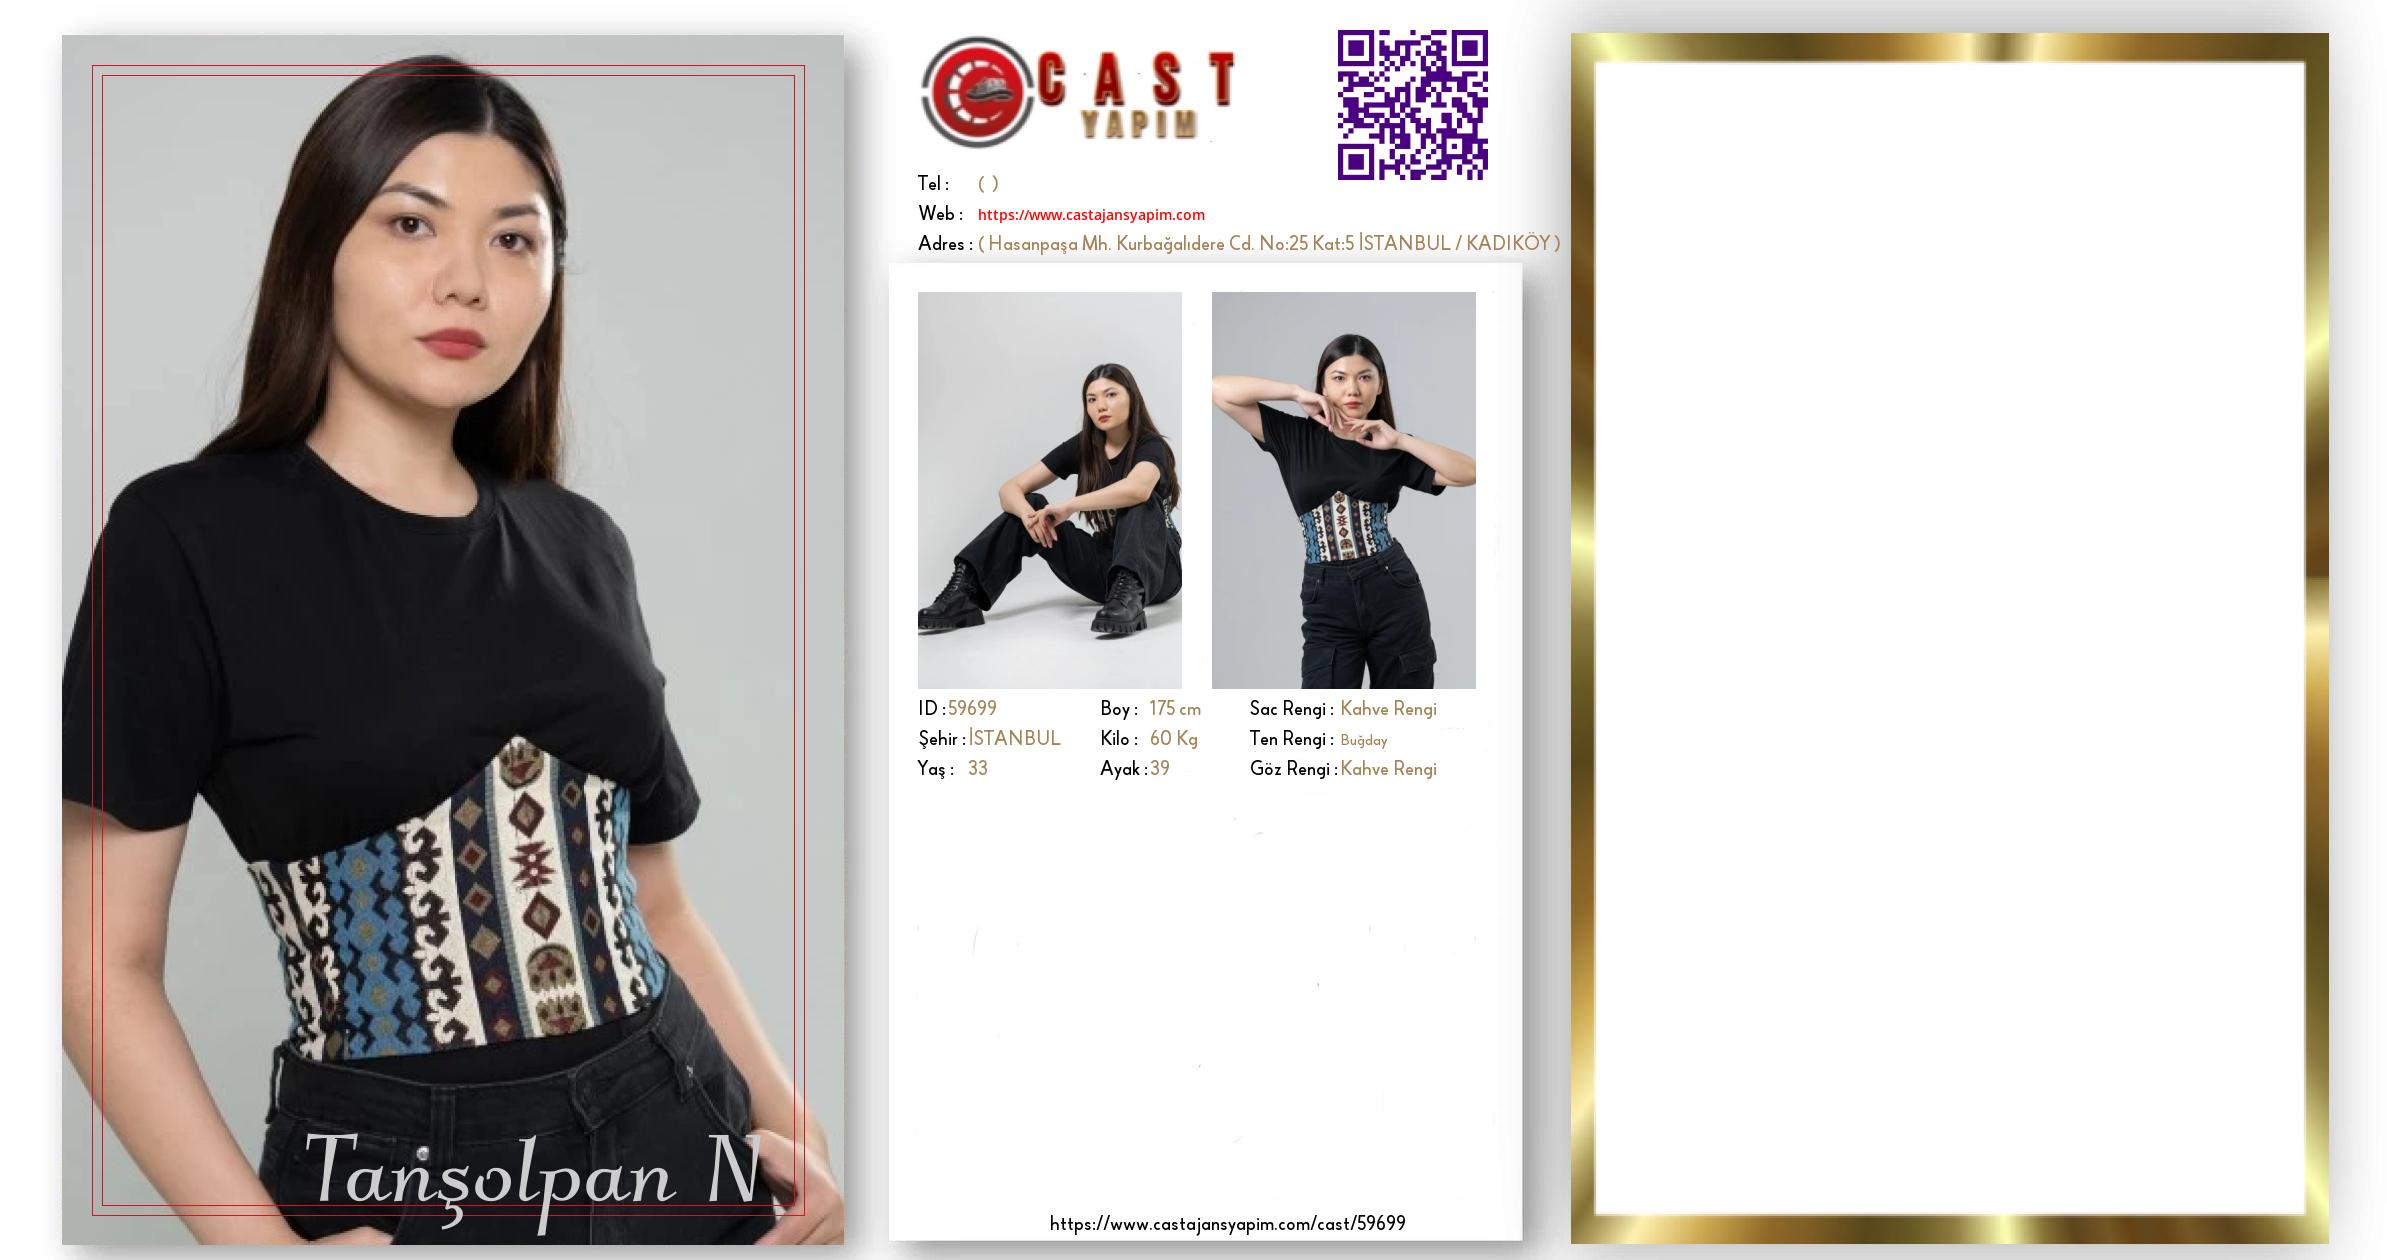 Tanşolpan N
CAST
YAPIM
Tel : ( )
Web : https://www.castajansyapim.com
Adres : ( Hasanpaşa Mh. Kurbağalıdere Cd. No:25 Kat:5 İSTANBUL / KADIKÖY )
ID : 59699 Boy : 175 cm Sac Rengi : Kahve Rengi
Şehir : İSTANBUL Kilo : 60 Kg Ten Rengi : Buğday
Yaş : 33 Ayak : 39 Göz Rengi : Kahve Rengi
https://www.castajansyapim.com/cast/59699